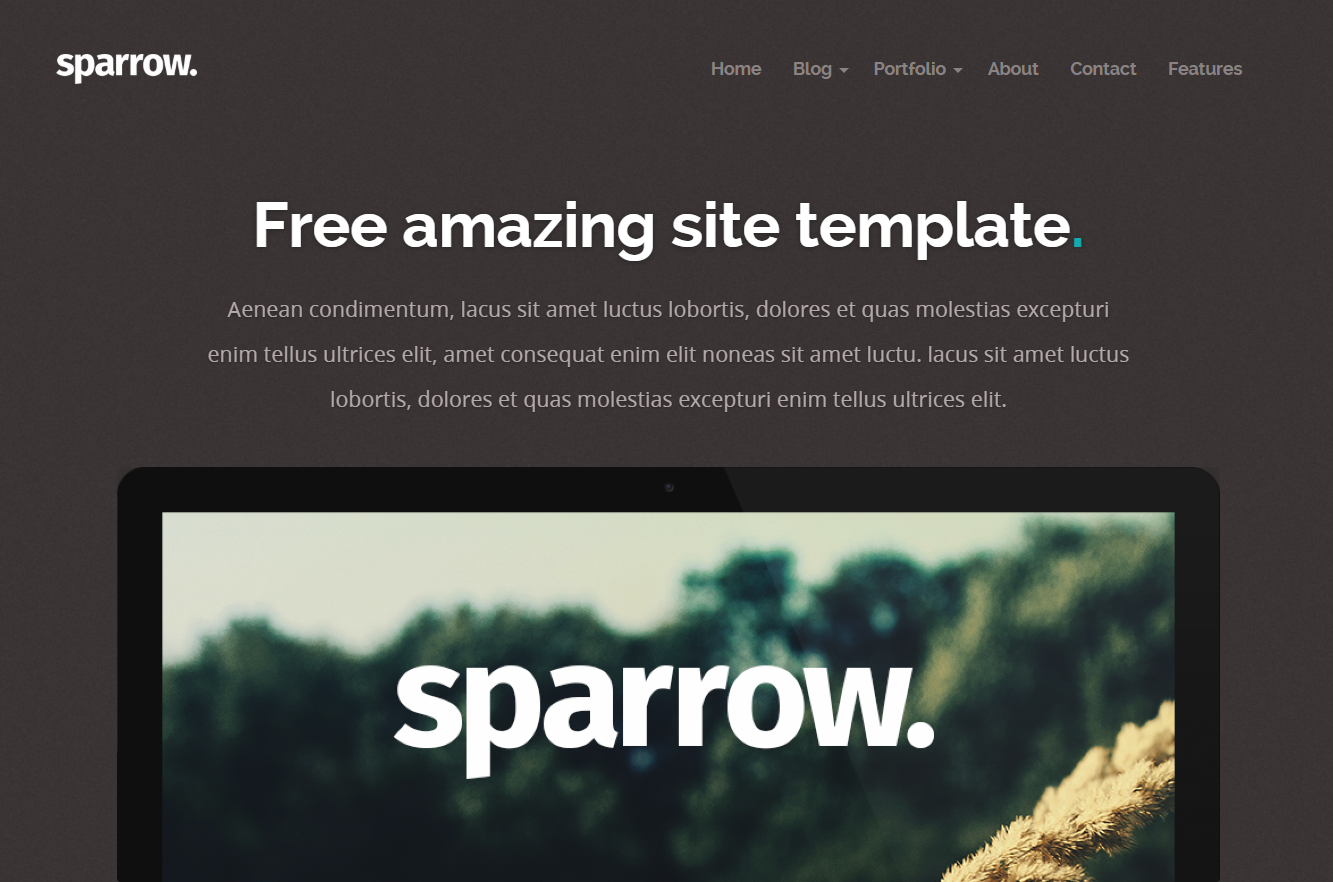 sparrow.
Home Blog Portfolio About Contact Features
Free amazing site template.
Aenean condimentum, lacus sit amet luctus lobortis, dolores et quas molestias excepturi
enim tellus ultrices elit, amet consequat enim elit noneas sit amet luctu. lacus sit amet luctus
lobortis, dolores et quas molestias excepturi enim tellus ultrices elit.
sparrow.